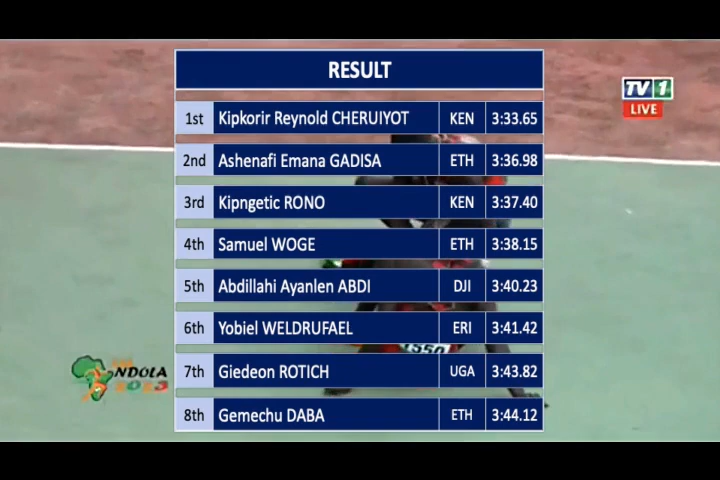 RESULT
TV1
LIVE
1st Kipkorir Reynold CHERUIYOT KEN 3:33.65
2nd Ashenafi Emana GADISA ETH 3:36.98
3rd Kipngetic RONO KEN 3:37.40
4th Samuel WOGE ETH 3:38.15
5th Abdillahi Ayanlen ABDI DJI 3:40.23
6th Yobiel WELDRUFAEL ERI 3:41.42
7th Giedeon ROTICH UGA 3:43.82
8th Gemechu DABA ETH 3:44.12
NDOLA
2023